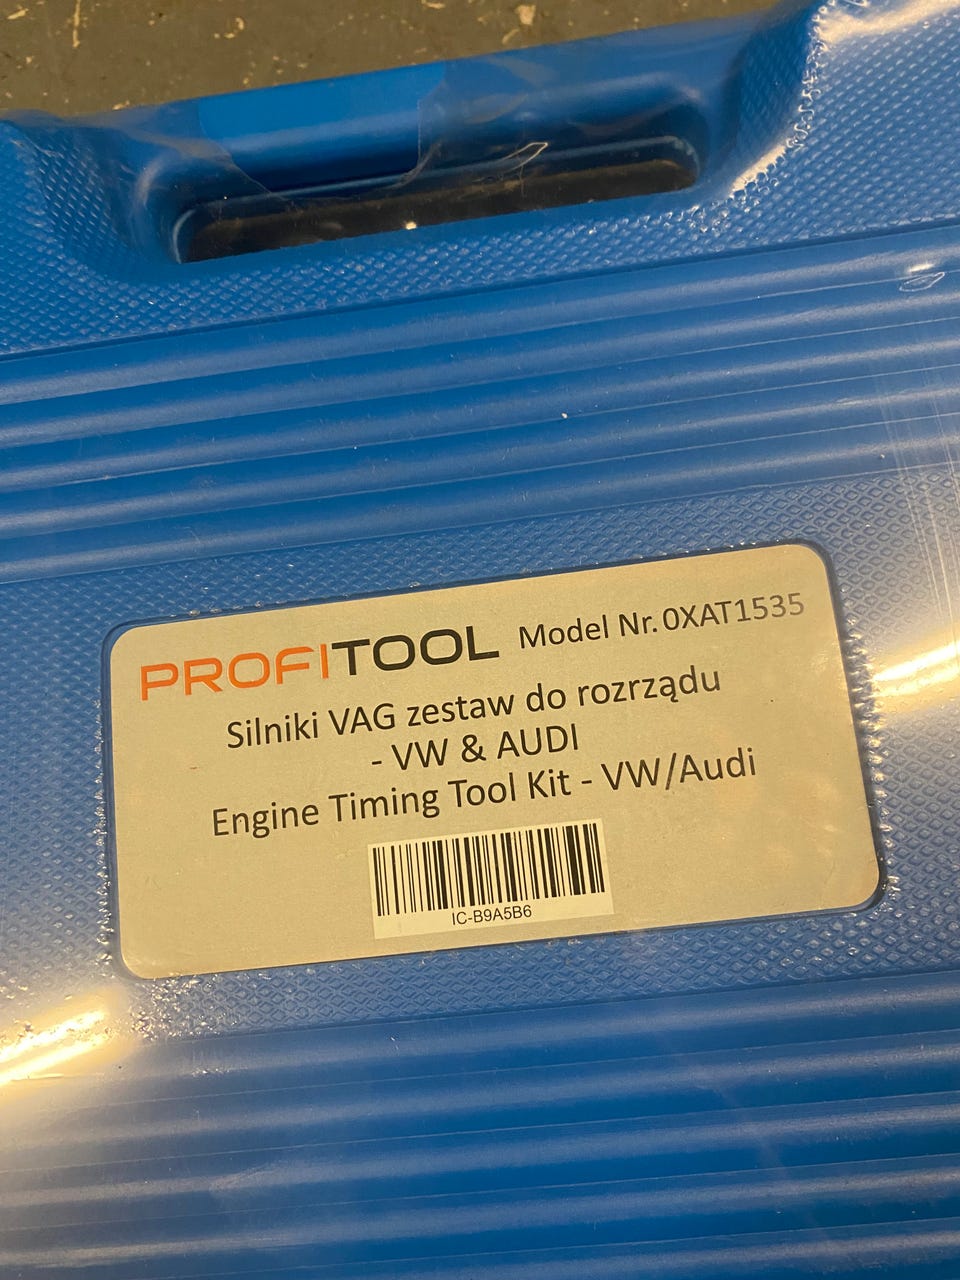 PROFITOOL Model Nr. 0XAT1535
Silniki VAG zestaw do rozrządu
- VW & AUDI
Engine Timing Tool Kit - VW/Audi
IC-B9A5B6